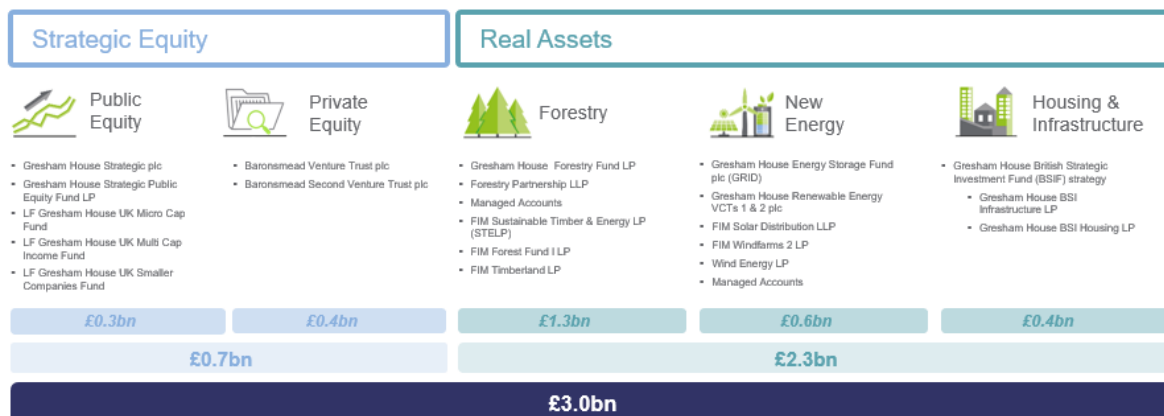 Strategic Equity
Real Assets
Public
Equity
Private
Equity
Forestry
New
Energy
Housing &
Infrastructure
▪ Gresham House Strategic plc
▪ Gresham House Strategic Public
Equity Fund LP
▪ LF Gresham House UK Micro Cap
Fund
▪ LF Gresham House UK Multi Cap
Income Fund
▪ LF Gresham House UK Smaller
Companies Fund
▪ Baronsmead Venture Trust plc
▪ Baronsmead Second Venture Trust plc
▪ Gresham House Forestry Fund LP
▪ Forestry Partnership LLP
▪ Managed Accounts
▪ FIM Sustainable Timber & Energy LP
(STELP)
▪ FIM Forest Fund I LP
▪ FIM Timberland LP
▪ Gresham House Energy Storage Fund
plc (GRID)
▪ Gresham House Renewable Energy
VCTs 1 & 2 plc
▪ FIM Solar Distribution LLP
▪ FIM Windfarms 2 LP
▪ Wind Energy LP
▪ Managed Accounts
▪ Gresham House British Strategic
Investment Fund (BSIF) strategy
▪ Gresham House BSI
Infrastructure LP
▪ Gresham House BSI Housing LP
£0.3bn
£0.4bn
£1.3bn
£0.6bn
£0.4bn
£0.7bn
£2.3bn
£3.0bn